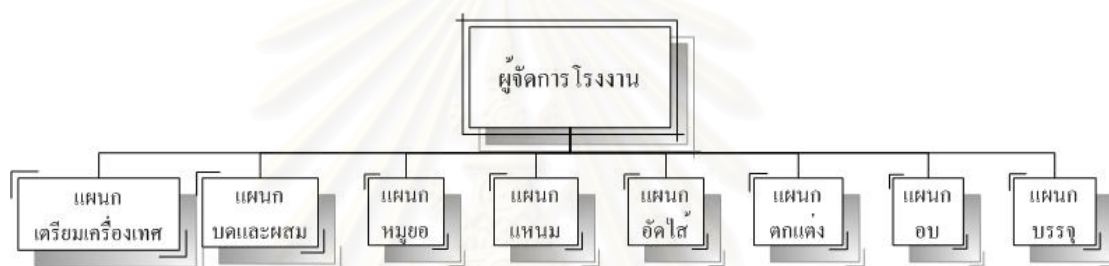 ผู้จัดการโรงงาน
แผนก
เตรียมเครื่องเทศ
แผนก
บดและผสม
แผนก
หมูยอ
แผนก
แหนม
แผนก
อัดไส้
แผนก
ตกแต่ง
แผนก
อบ
แผนก
บรรจุ